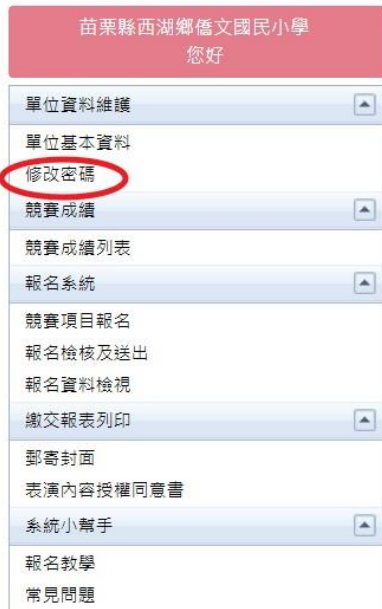 苗栗縣西湖鄉僑文國民小學
您好
單位資料維護
單位基本資料
修改密碼
競賽成績
競賽成績列表
報名系統
競賽項目報名
報名檢核及送出
報名資料檢視
繳交報表列印
郵寄封面
表演內容授權同意書
系統小幫手
報名教學
常見問題